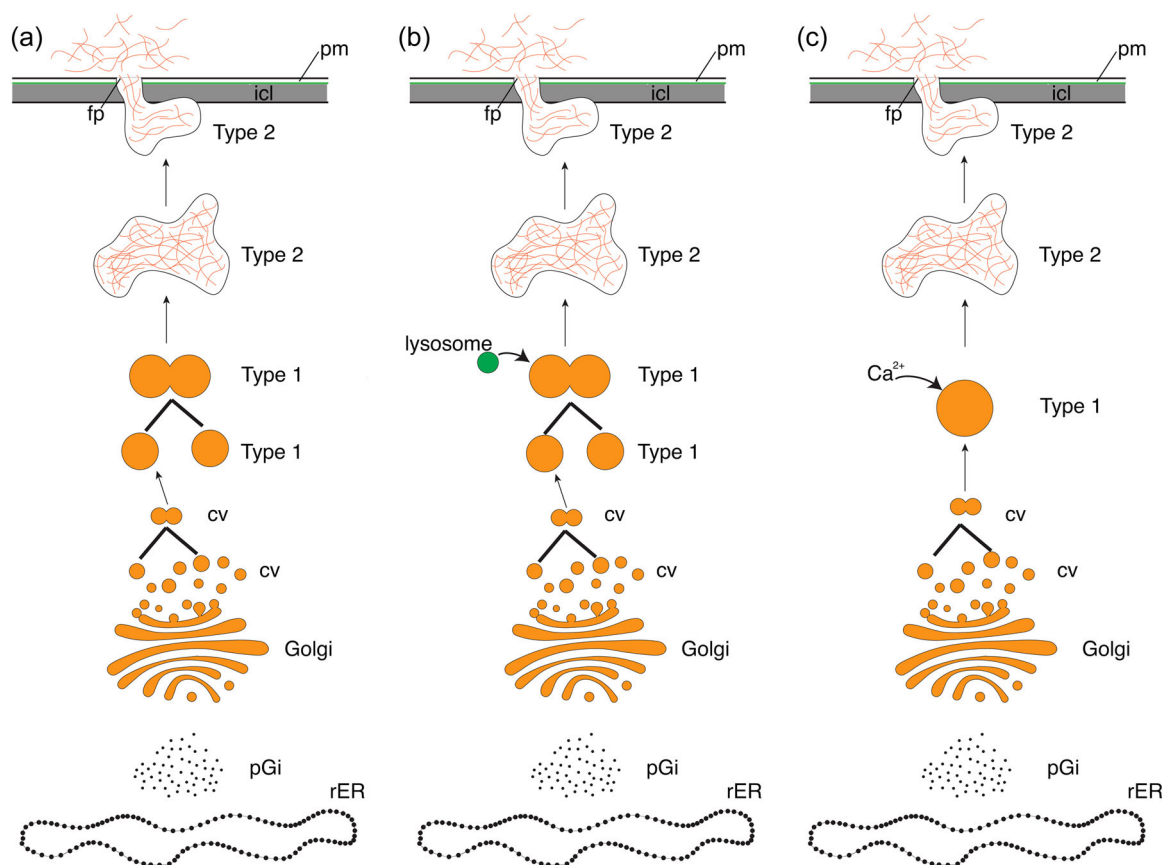 (a)
pm
icl
fp
Type 2
Type 2
Type 1
Type 1
cv
cv
Golgi
pGi
rER
(b)
pm
icl
fp
Type 2
Type 2
lysosome
Type 1
Type 1
cv
cv
Golgi
pGi
rER
(c)
pm
icl
fp
Type 2
Type 2
Ca²⁺
Type 1
cv
cv
Golgi
pGi
rER